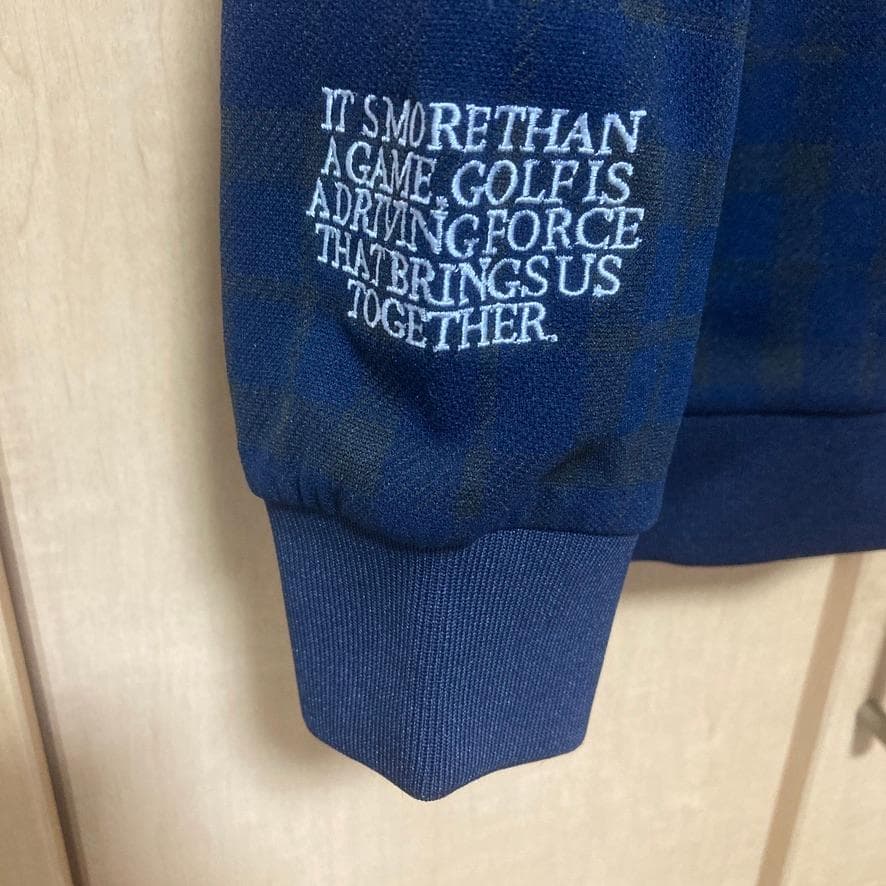 IT'S MORE THAN
A GAME. GOLF IS
A DRIVING FORCE
THAT BRINGS US
TOGETHER.